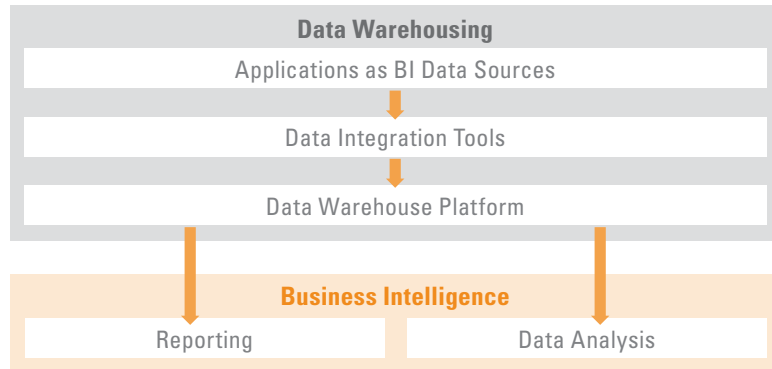 Data Warehousing
Applications as BI Data Sources
Data Integration Tools
Data Warehouse Platform
Business Intelligence
Reporting
Data Analysis